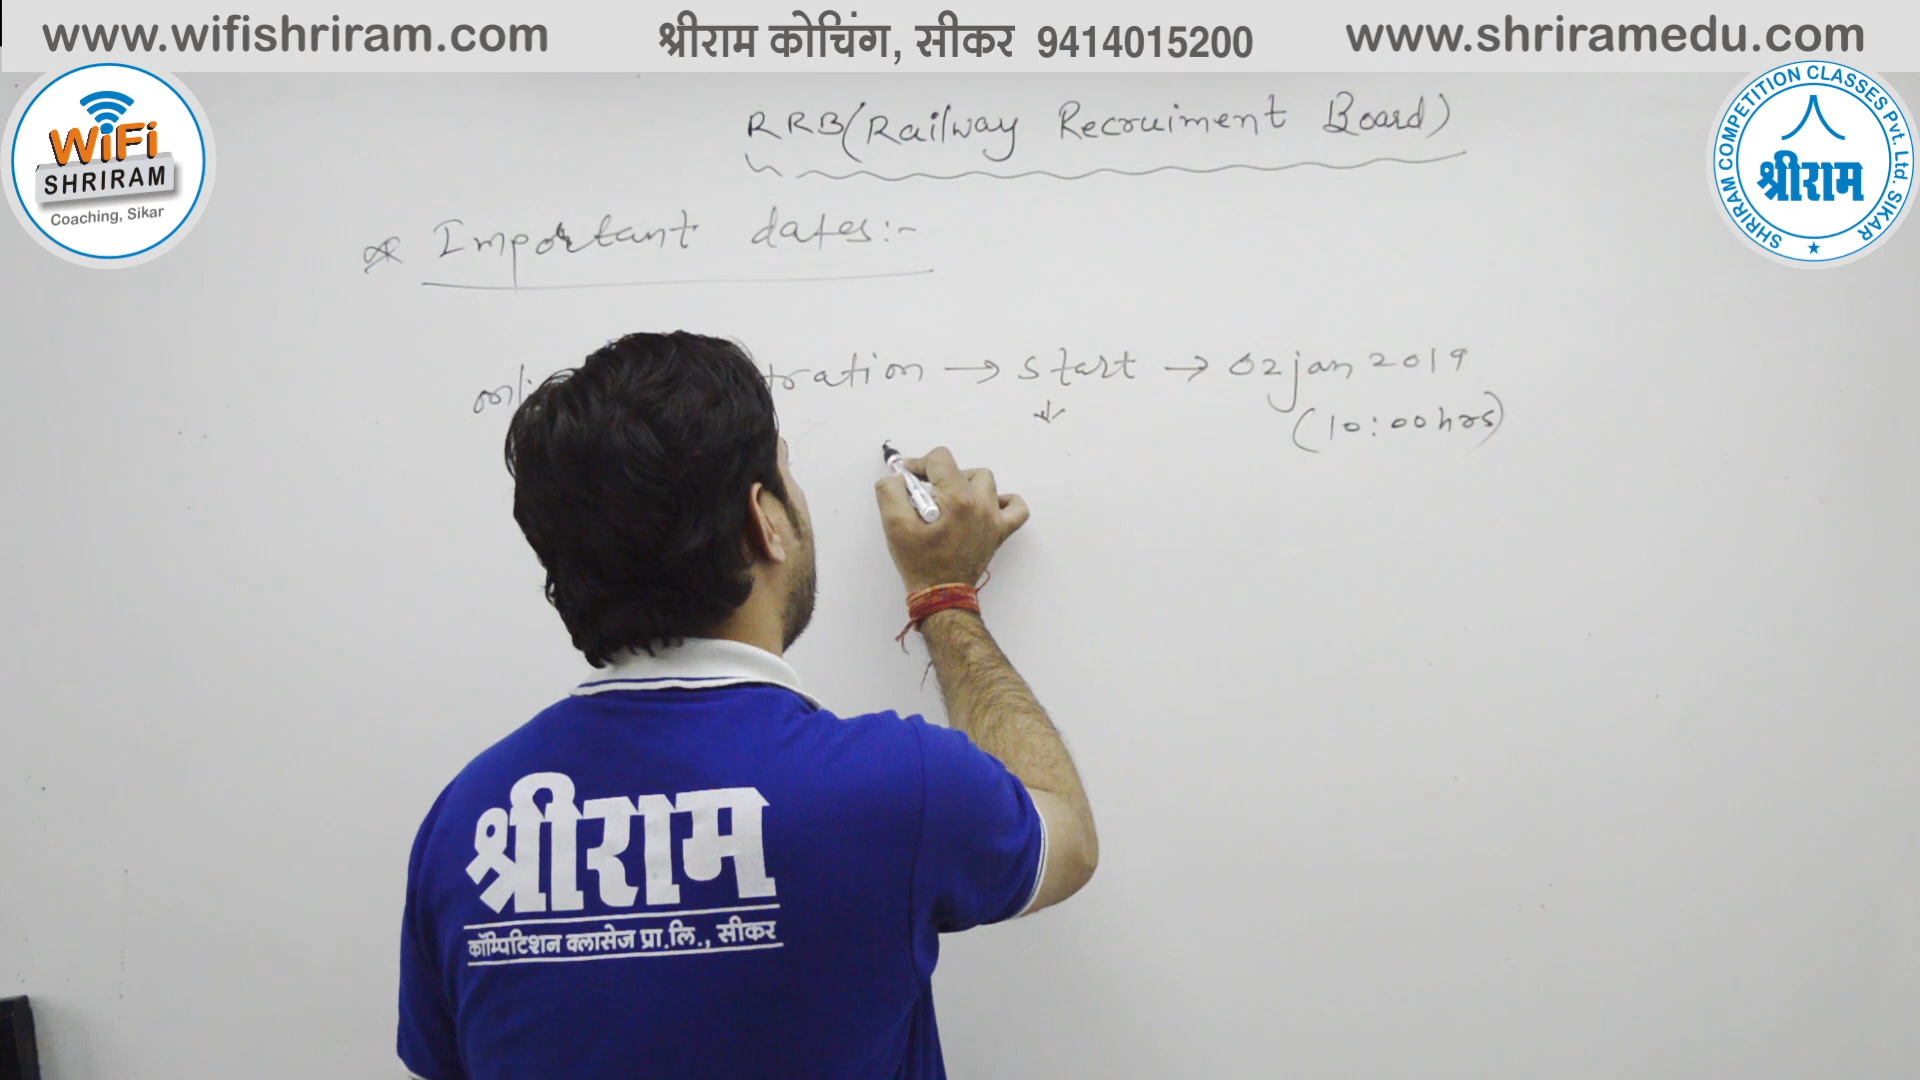 www.wifishriram.com
श्रीराम कोचिंग, सीकर 9414015200
www.shriramedu.com
WiFi
SHRIRAM
Coaching, Sikar
SHRIRAM COMPETITION CLASSES Pvt. Ltd. SIKAR
श्रीराम
RRB (Railway Recruiment Board)
Important dates:-
tration → start → 02 jan 2019
(10:00 hrs)
श्रीराम
कॉम्पिटिशन क्लासेज प्रा.लि., सीकर